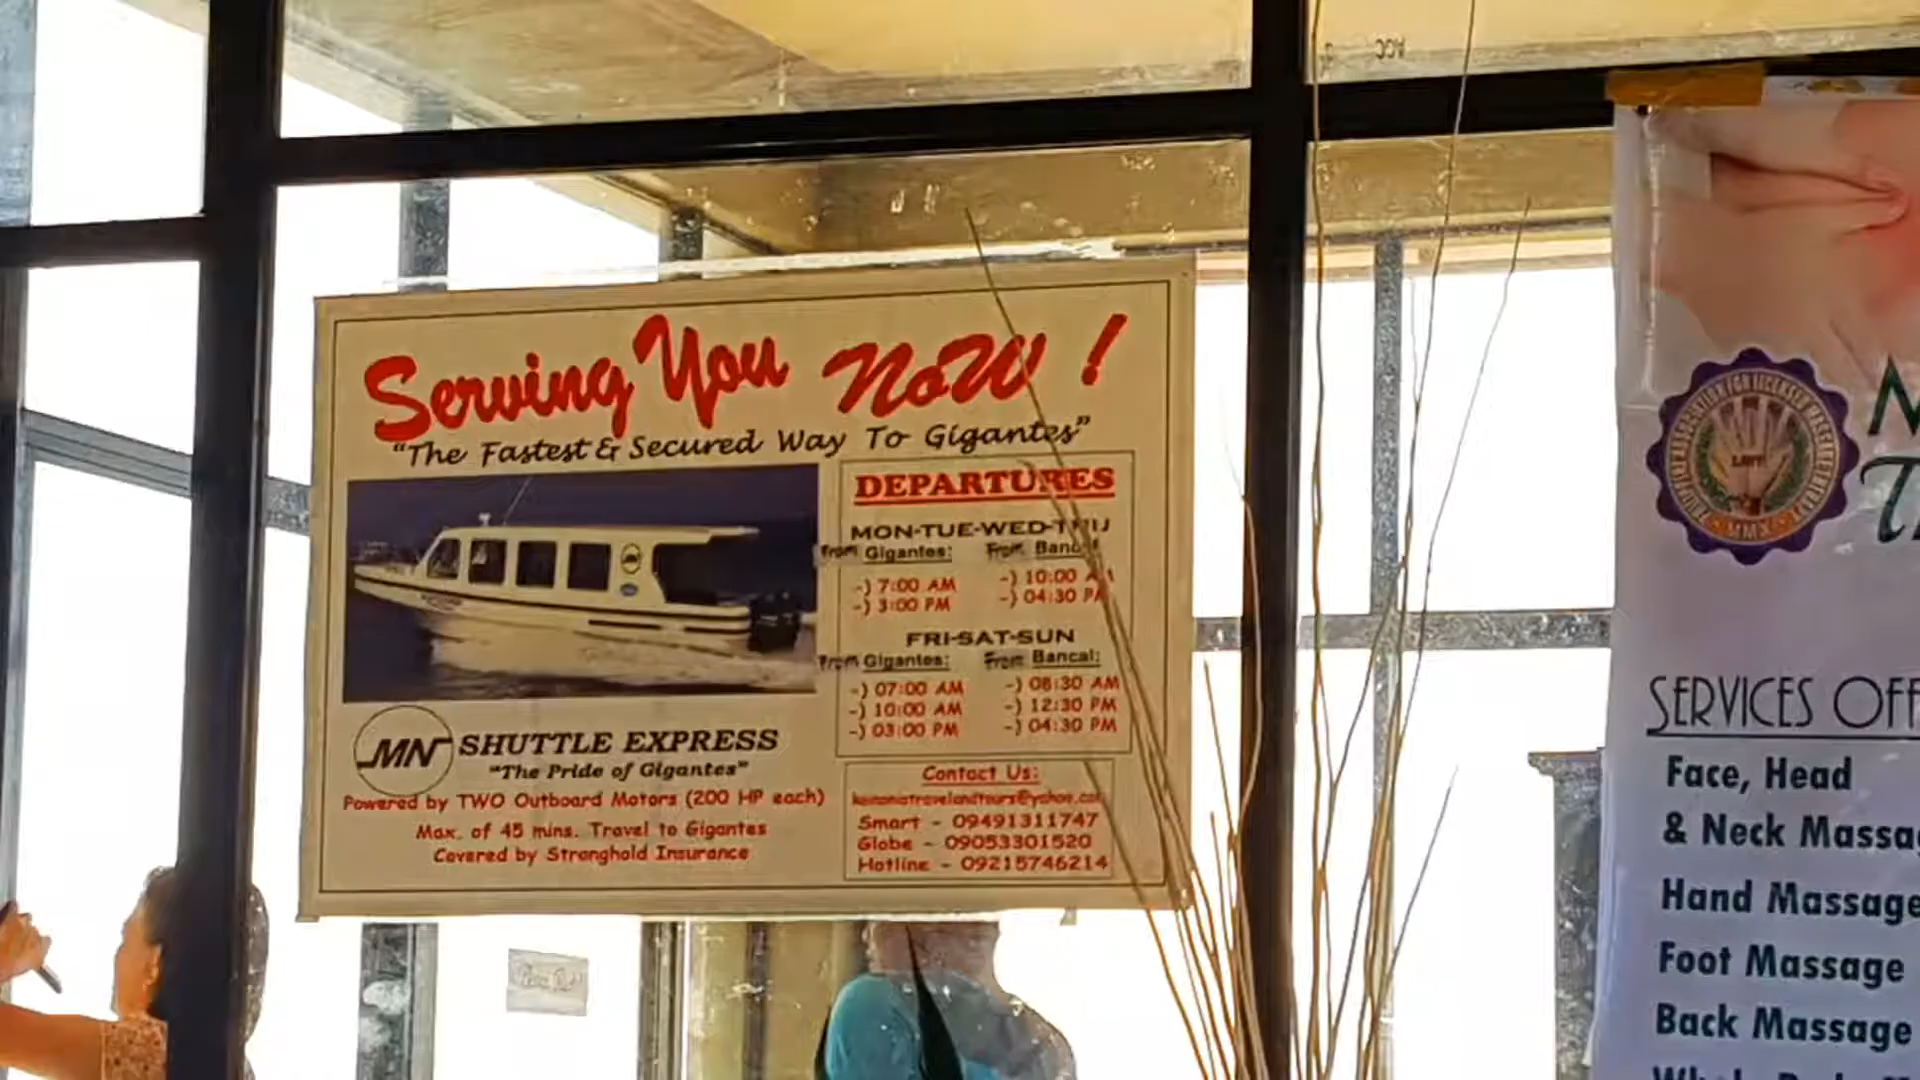 Serving You NoW !
"The Fastest & Secured Way To Gigantes"
DEPARTURES
MON-TUE-WED-THU
From Gigantes: From Bancal
-) 7:00 AM -) 10:00 AM
-) 3:00 PM -) 04:30 PM
FRI-SAT-SUN
From Gigantes: From Bancal:
-) 07:00 AM -) 08:30 AM
-) 10:00 AM -) 12:30 PM
-) 03:00 PM -) 04:30 PM
MN SHUTTLE EXPRESS
"The Pride of Gigantes"
Powered by TWO Outboard Motors (200 HP each)
Max. of 45 mins. Travel to Gigantes
Covered by Stronghold Insurance
Contact Us:
Smart - 09491311747
Globe - 09053301520
Hotline - 09215746214
MMX
SERVICES OFF
Face, Head
& Neck Massag
Hand Massage
Foot Massage
Back Massage